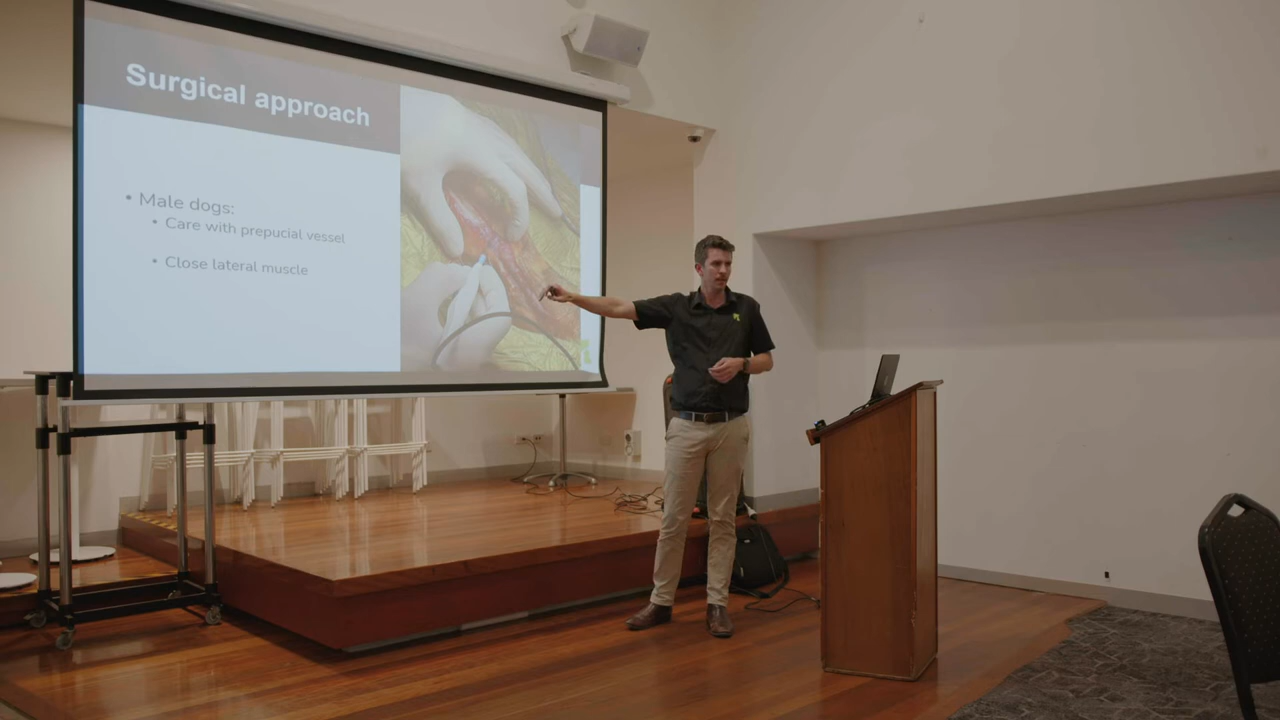 Surgical approach
• Male dogs:
• Care with prepucial vessel
• Close lateral muscle